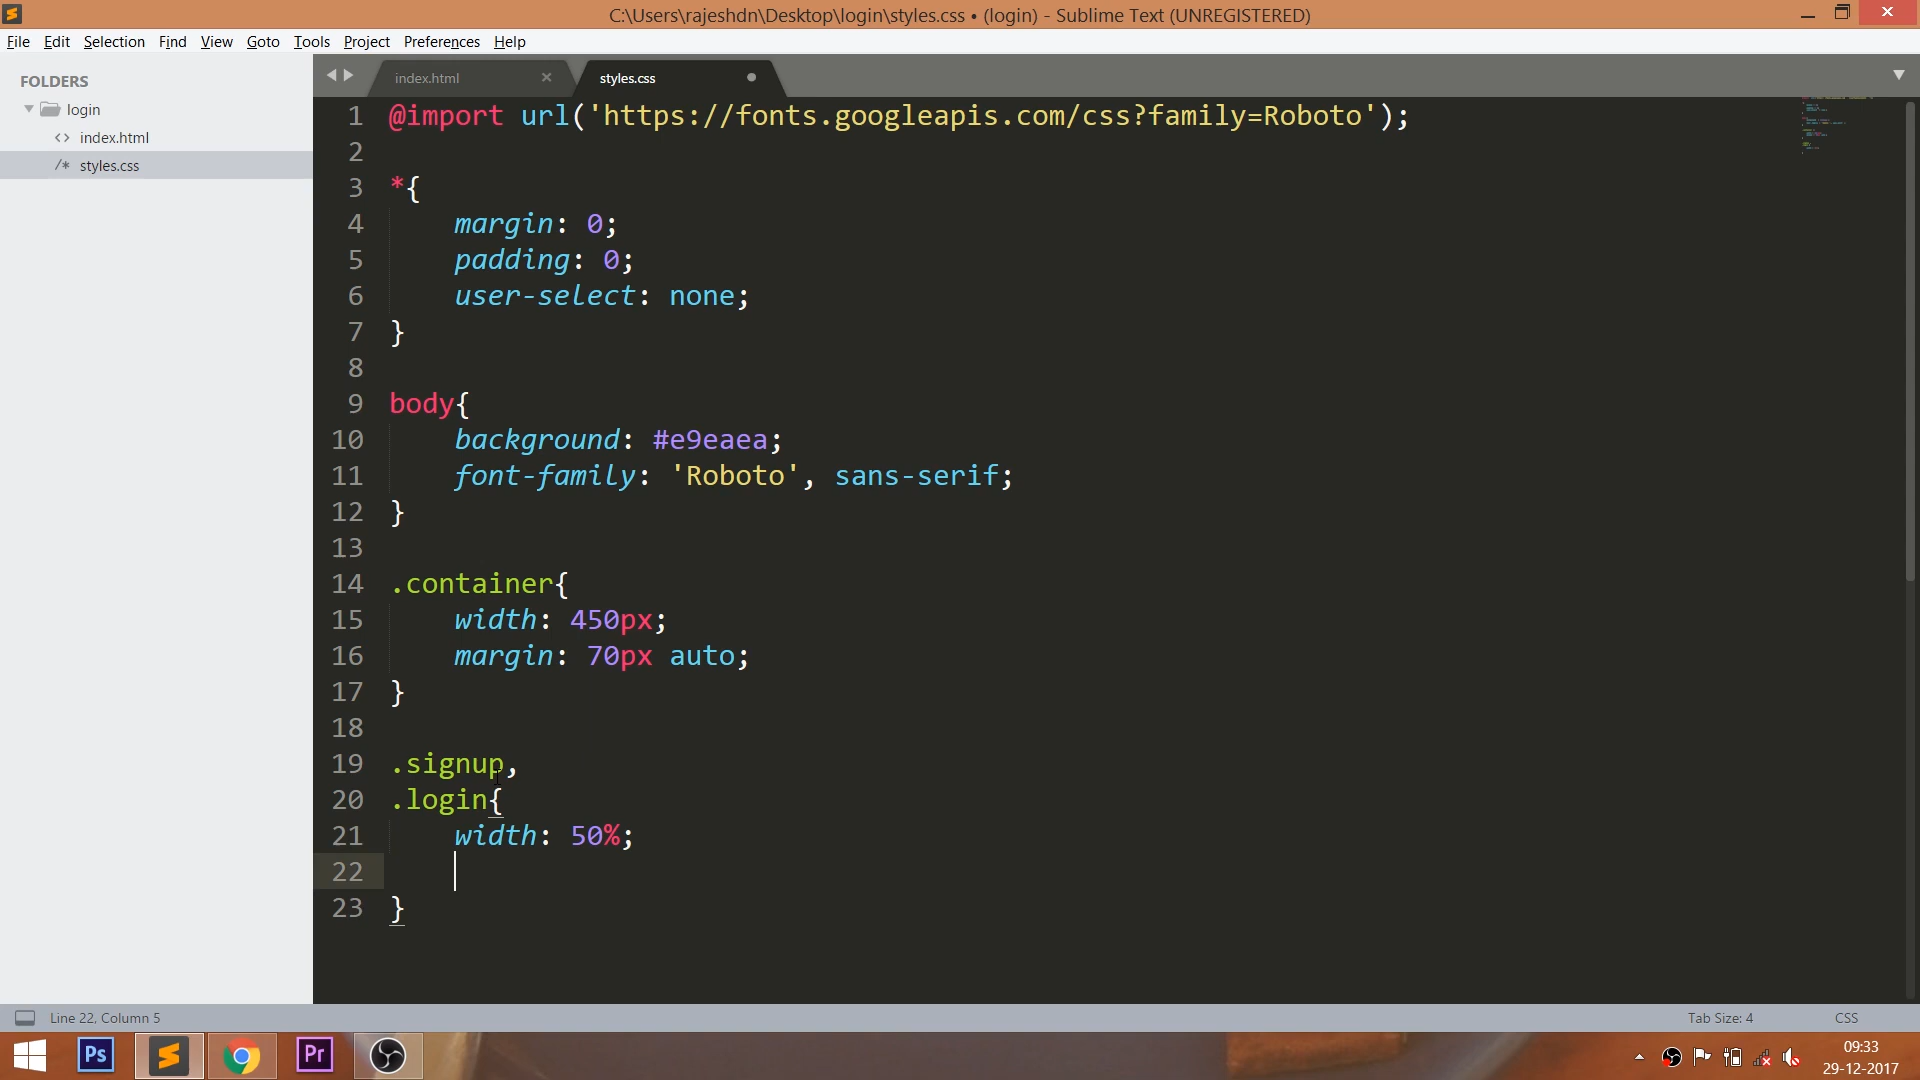 C:\Users\rajeshdn\Desktop\login\styles.css • (login) - Sublime Text (UNREGISTERED)
File Edit Selection Find View Goto Tools Project Preferences Help
FOLDERS
login
<> index.html
/* styles.css
index.html
styles.css
1 @import url('https://fonts.googleapis.com/css?family=Roboto');
2
3 *{
4 margin: 0;
5 padding: 0;
6 user-select: none;
7 }
8
9 body{
10 background: #e9eaea;
11 font-family: 'Roboto', sans-serif;
12 }
13
14 .container{
15 width: 450px;
16 margin: 70px auto;
17 }
18
19 .signup,
20 .login{
21 width: 50%;
22
23 }
Line 22, Column 5
Tab Size: 4
CSS
Ps
Pr
09:33
29-12-2017